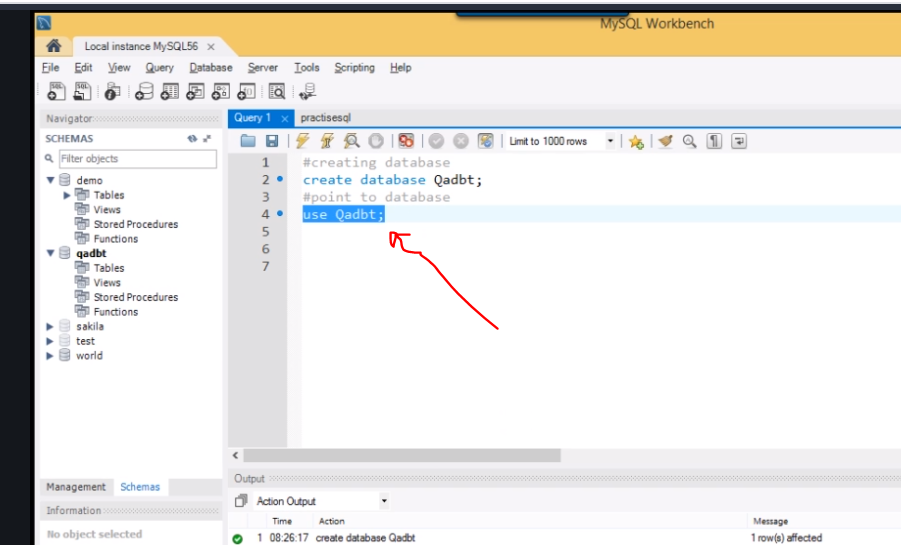 MySQL Workbench
Local instance MySQL56 ×
File Edit View Query Database Server Tools Scripting Help
Navigator
SCHEMAS
Filter objects
demo
Tables
Views
Stored Procedures
Functions
qadbt
Tables
Views
Stored Procedures
Functions
sakila
test
world
Management Schemas
Information
No object selected
Query 1 × practisesql
Limit to 1000 rows
1 #creating database
2 create database Qadbt;
3 #point to database
4 use Qadbt;
5
6
7
Output
Action Output
Time Action Message
1 08:26:17 create database Qadbt 1 row(s) affected